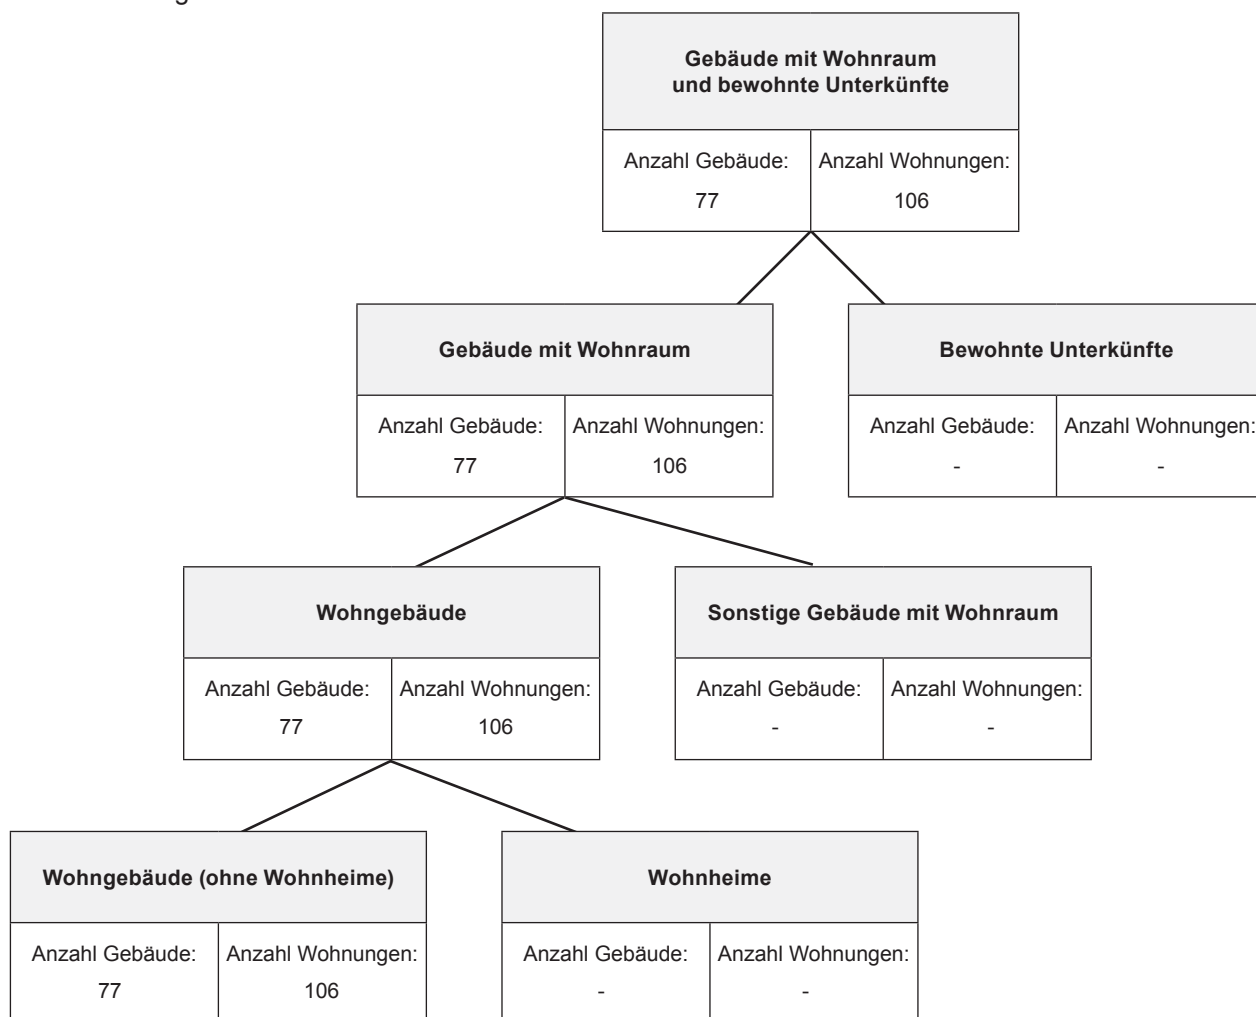 Gebäude mit Wohnraum
und bewohnte Unterkünfte
Anzahl Gebäude: Anzahl Wohnungen:
77 106
Gebäude mit Wohnraum
Anzahl Gebäude: Anzahl Wohnungen:
77 106
Bewohnte Unterkünfte
Anzahl Gebäude: Anzahl Wohnungen:
- -
Wohngebäude
Anzahl Gebäude: Anzahl Wohnungen:
77 106
Sonstige Gebäude mit Wohnraum
Anzahl Gebäude: Anzahl Wohnungen:
- -
Wohngebäude (ohne Wohnheime)
Anzahl Gebäude: Anzahl Wohnungen:
77 106
Wohnheime
Anzahl Gebäude: Anzahl Wohnungen:
- -